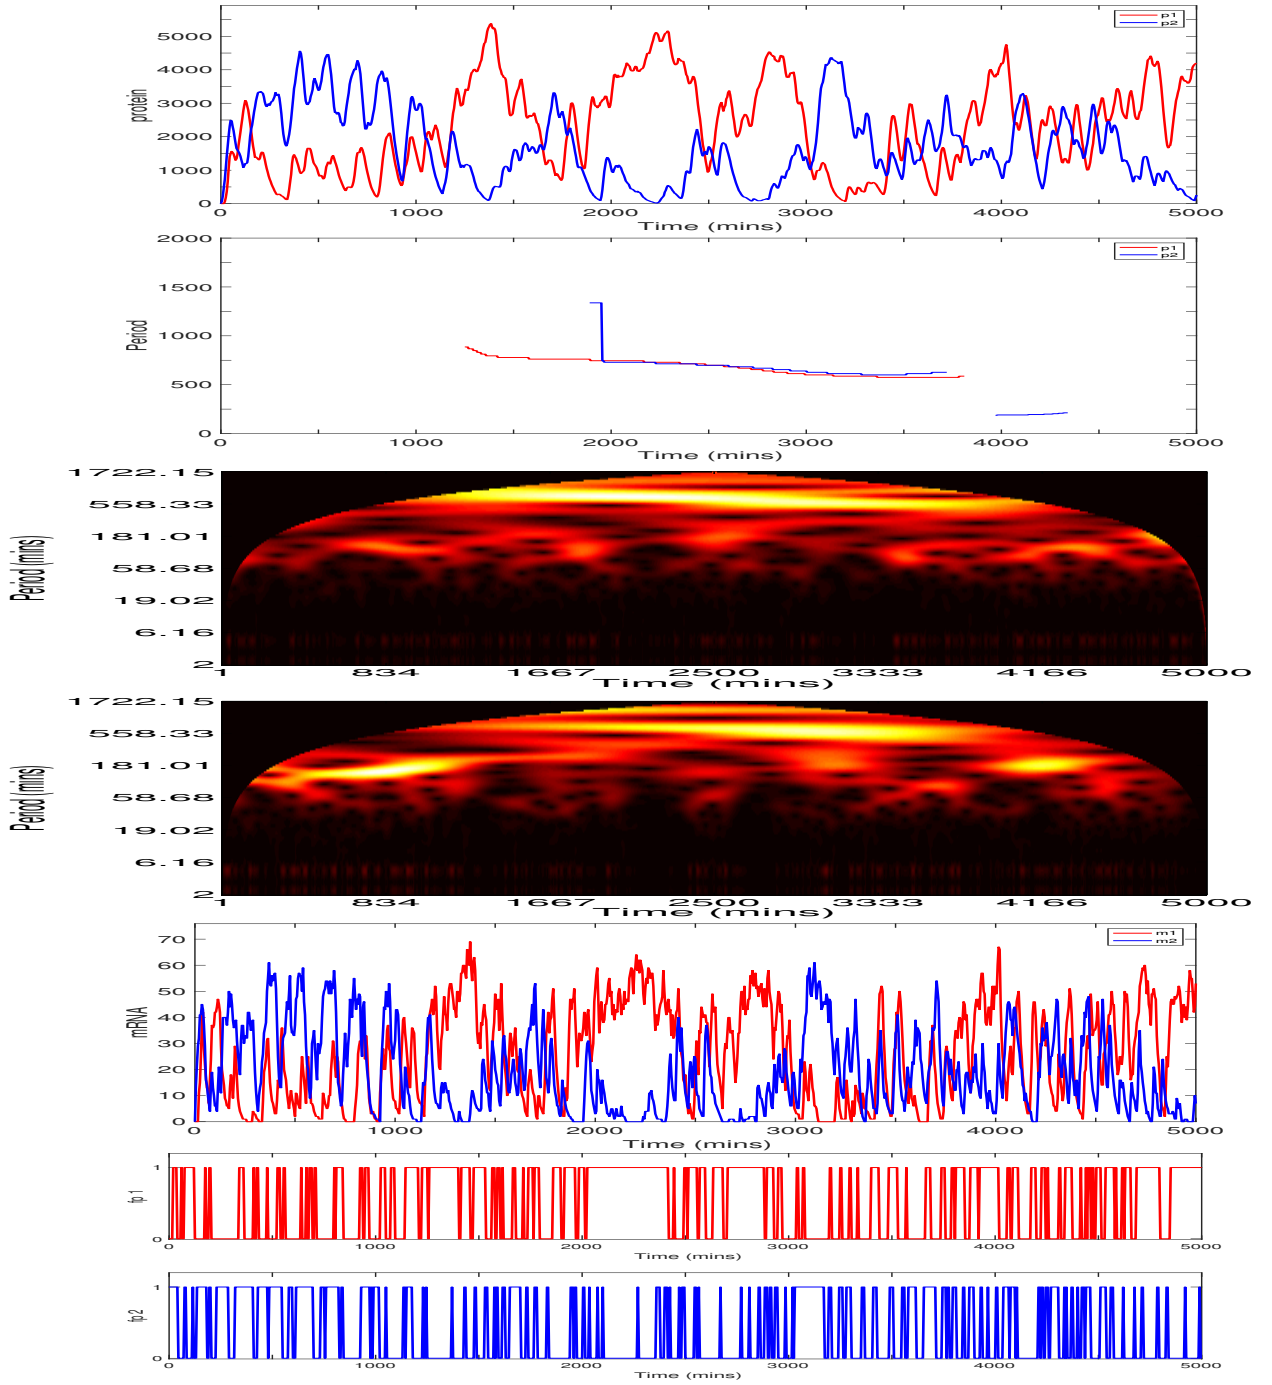 5000
4000
3000
2000
1000
0
protein
p1
p2
0 1000 2000 3000 4000 5000
Time (mins)
2000
1500
1000
500
0
Period
p1
p2
0 1000 2000 3000 4000 5000
Time (mins)
1722.15
558.33
181.01
58.68
19.02
6.16
2
Period(mins)
1 834 1667 2500 3333 4166 5000
Time (mins)
1722.15
558.33
181.01
58.68
19.02
6.16
2
Period(mins)
1 834 1667 2500 3333 4166 5000
Time (mins)
70
60
50
40
30
20
10
0
mRNA
m1
m2
0 1000 2000 3000 4000 5000
Time (mins)
1
0
fp1
0 1000 2000 3000 4000 5000
Time (mins)
1
0
fp2
0 1000 2000 3000 4000 5000
Time (mins)